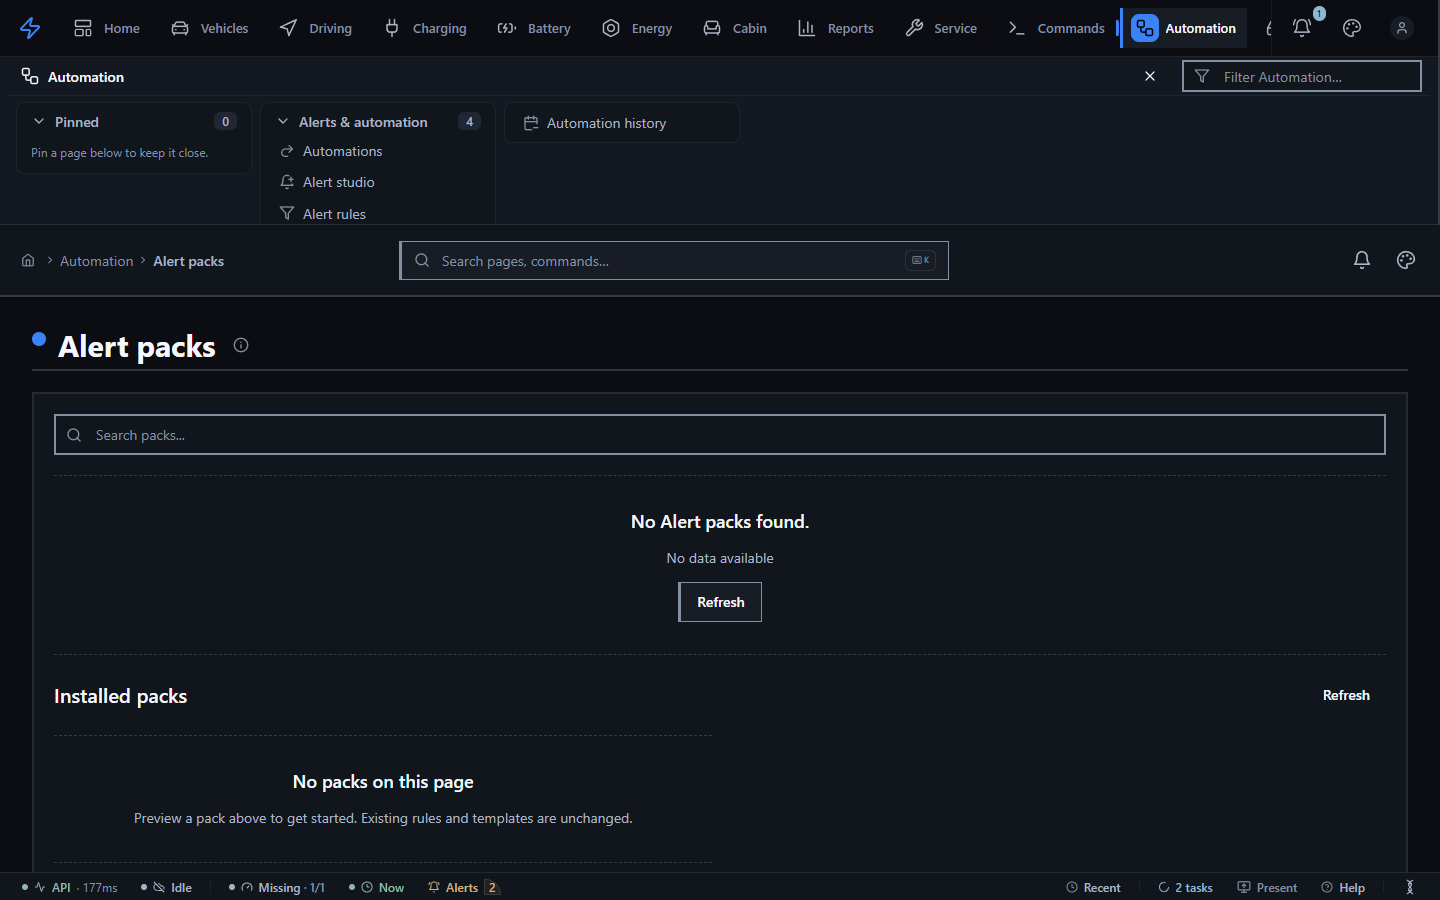 Home
Vehicles
Driving
Charging
Battery
Energy
Cabin
Reports
Service
Commands
Automation
1
Automation
Filter Automation...
Pinned 0
Pin a page below to keep it close.
Alerts & automation 4
Automations
Alert studio
Alert rules
Automation history
Automation
Alert packs
Search pages, commands...
K
Alert packs
Search packs...
No Alert packs found.
No data available
Refresh
Installed packs
Refresh
No packs on this page
Preview a pack above to get started. Existing rules and templates are unchanged.
API · 177ms
Idle
Missing · 1/1
Now
Alerts 2
Recent
2 tasks
Present
Help